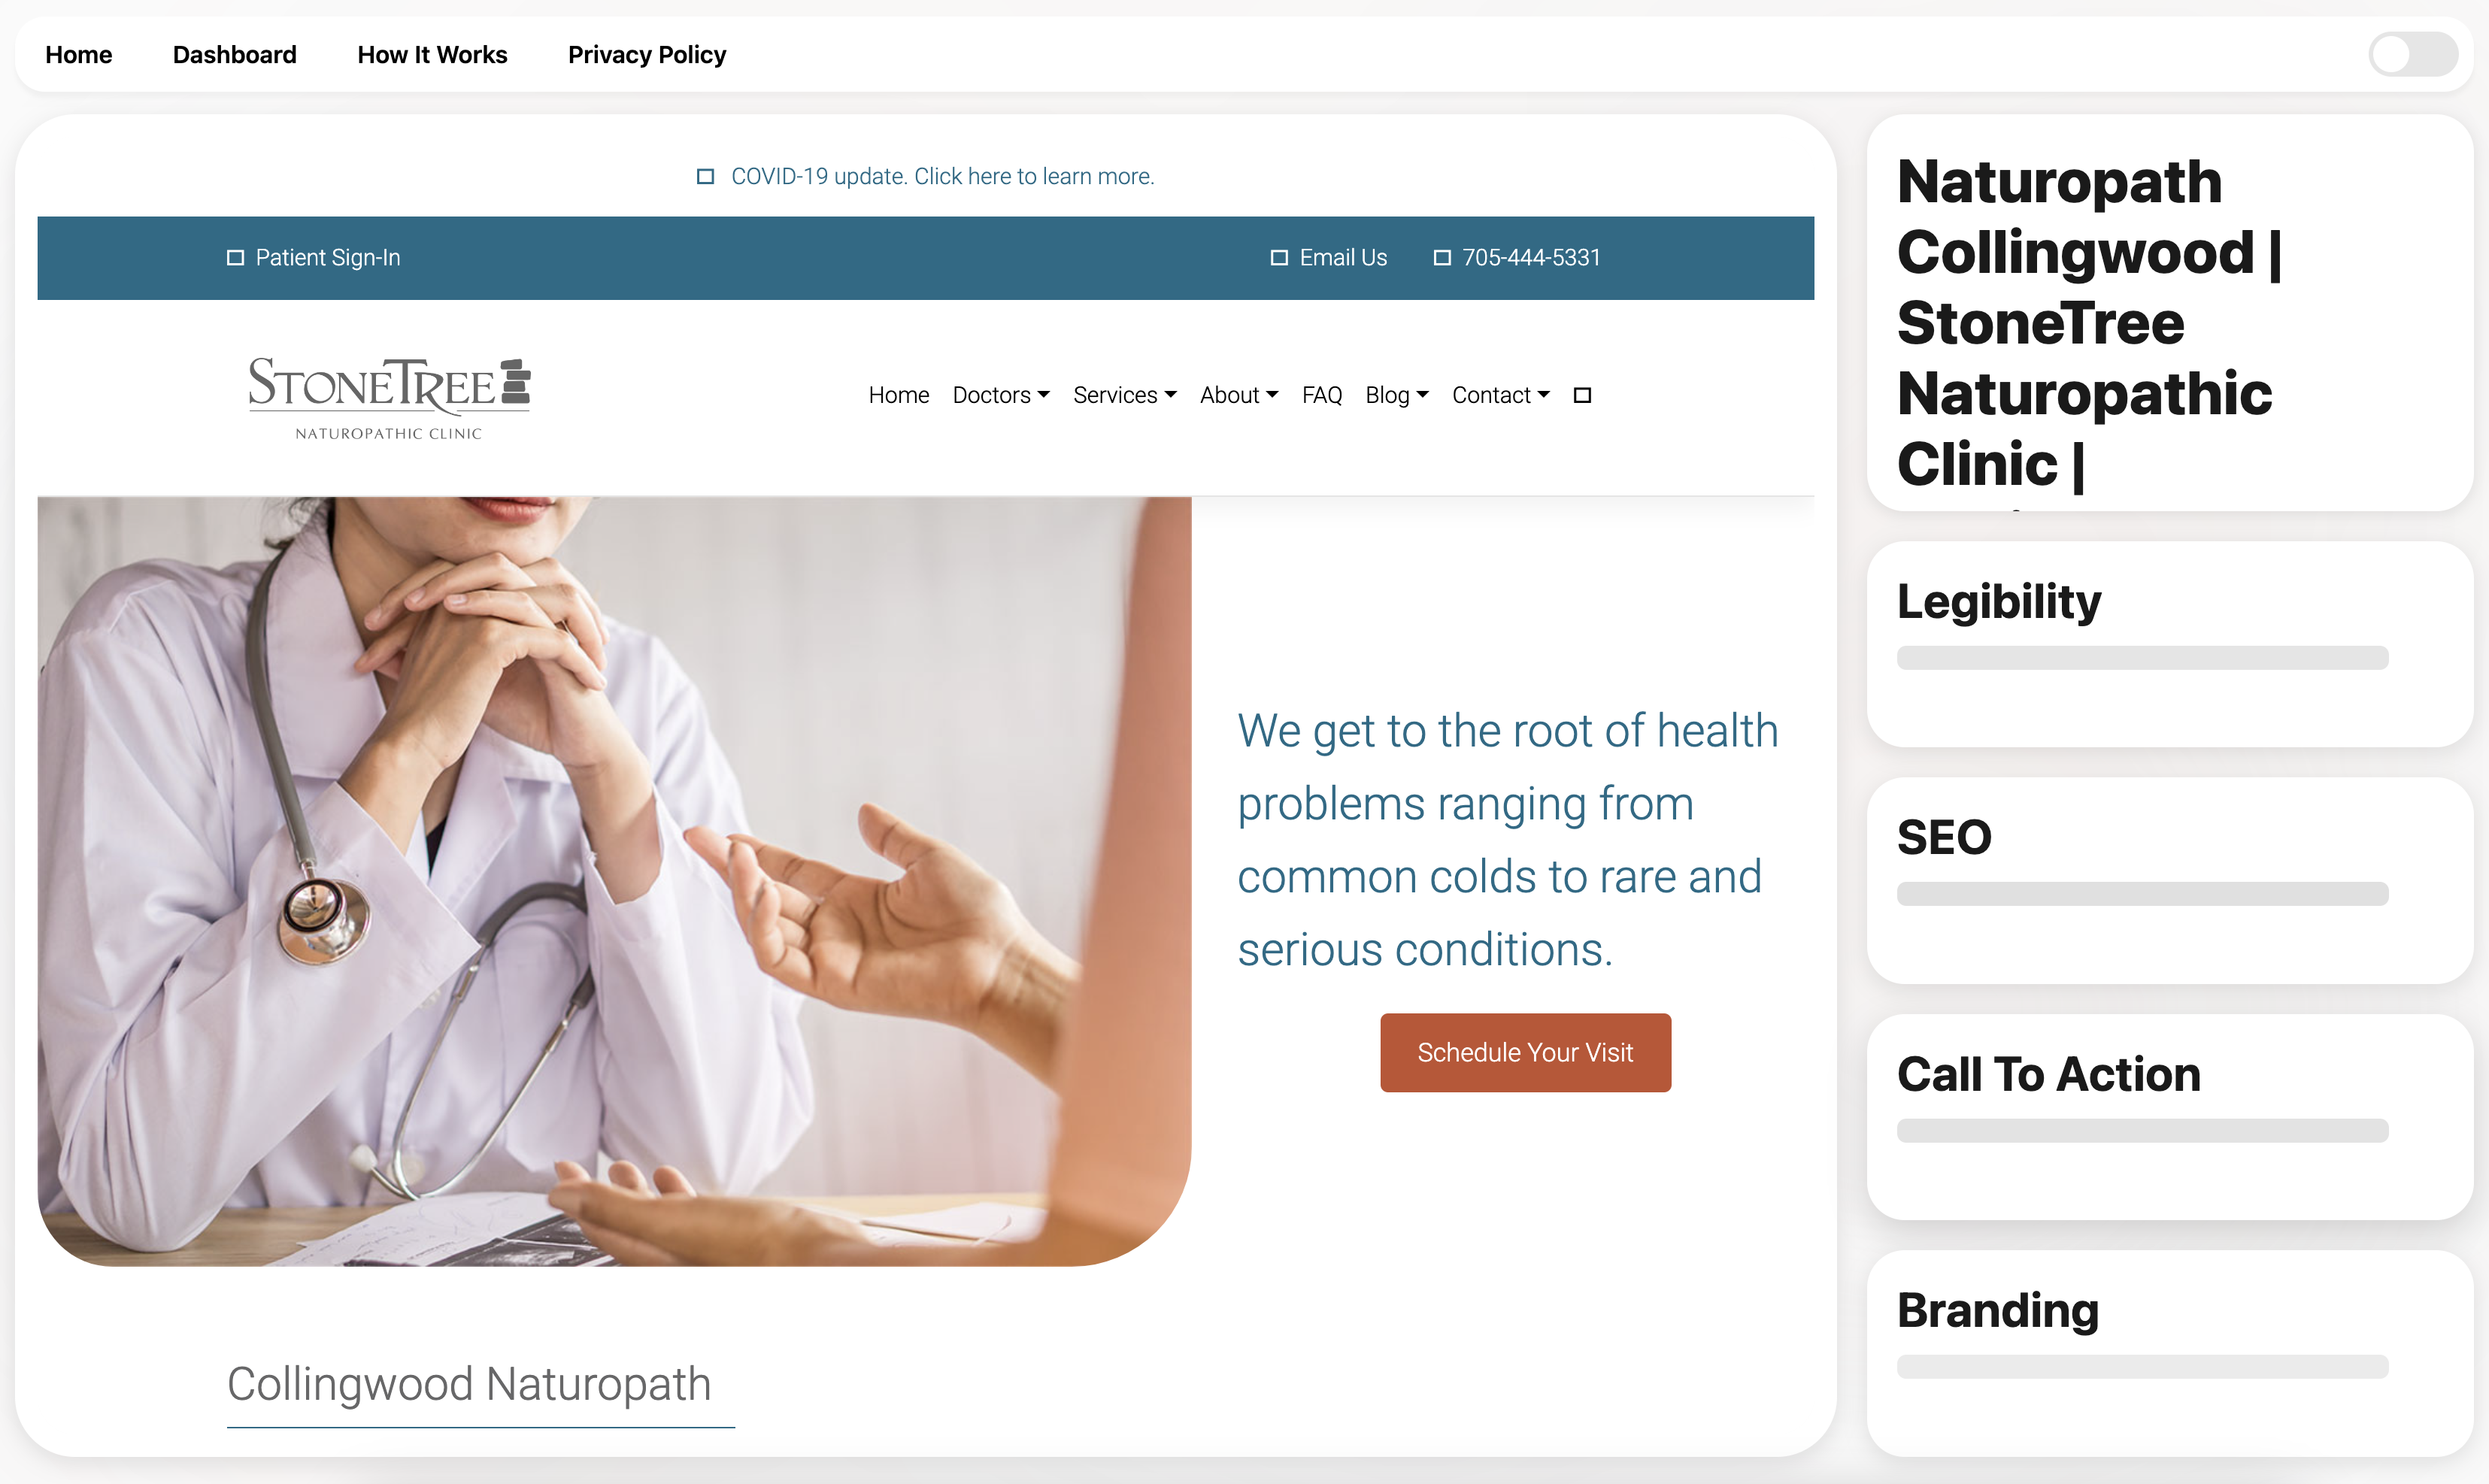 Home Dashboard How It Works Privacy Policy
COVID-19 update. Click here to learn more.
Patient Sign-In Email Us 705-444-5331
STONETREE
NATUROPATHIC CLINIC
Home Doctors Services About FAQ Blog Contact
We get to the root of health
problems ranging from
common colds to rare and
serious conditions.
Schedule Your Visit
Collingwood Naturopath
Naturopath
Collingwood |
StoneTree
Naturopathic
Clinic |
Legibility
SEO
Call To Action
Branding